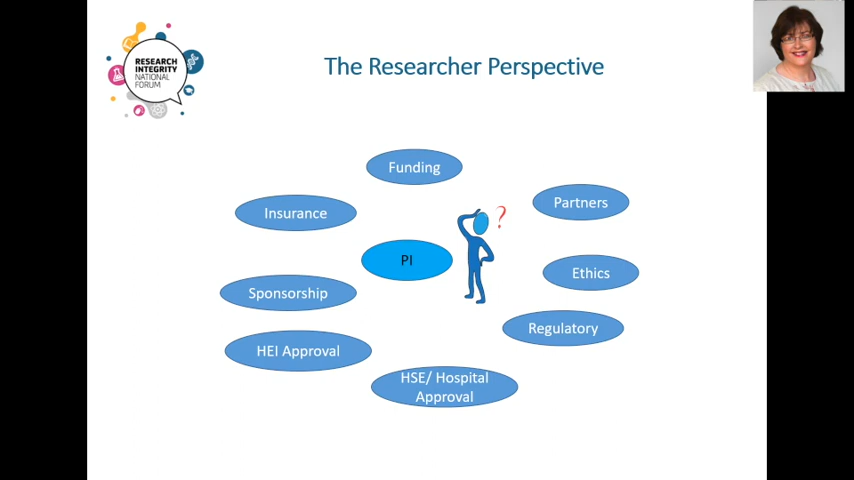 RESEARCH
INTEGRITY
NATIONAL
FORUM
The Researcher Perspective
Funding
Partners
Insurance
?
PI
Ethics
Sponsorship
Regulatory
HEI Approval
HSE/ Hospital
Approval